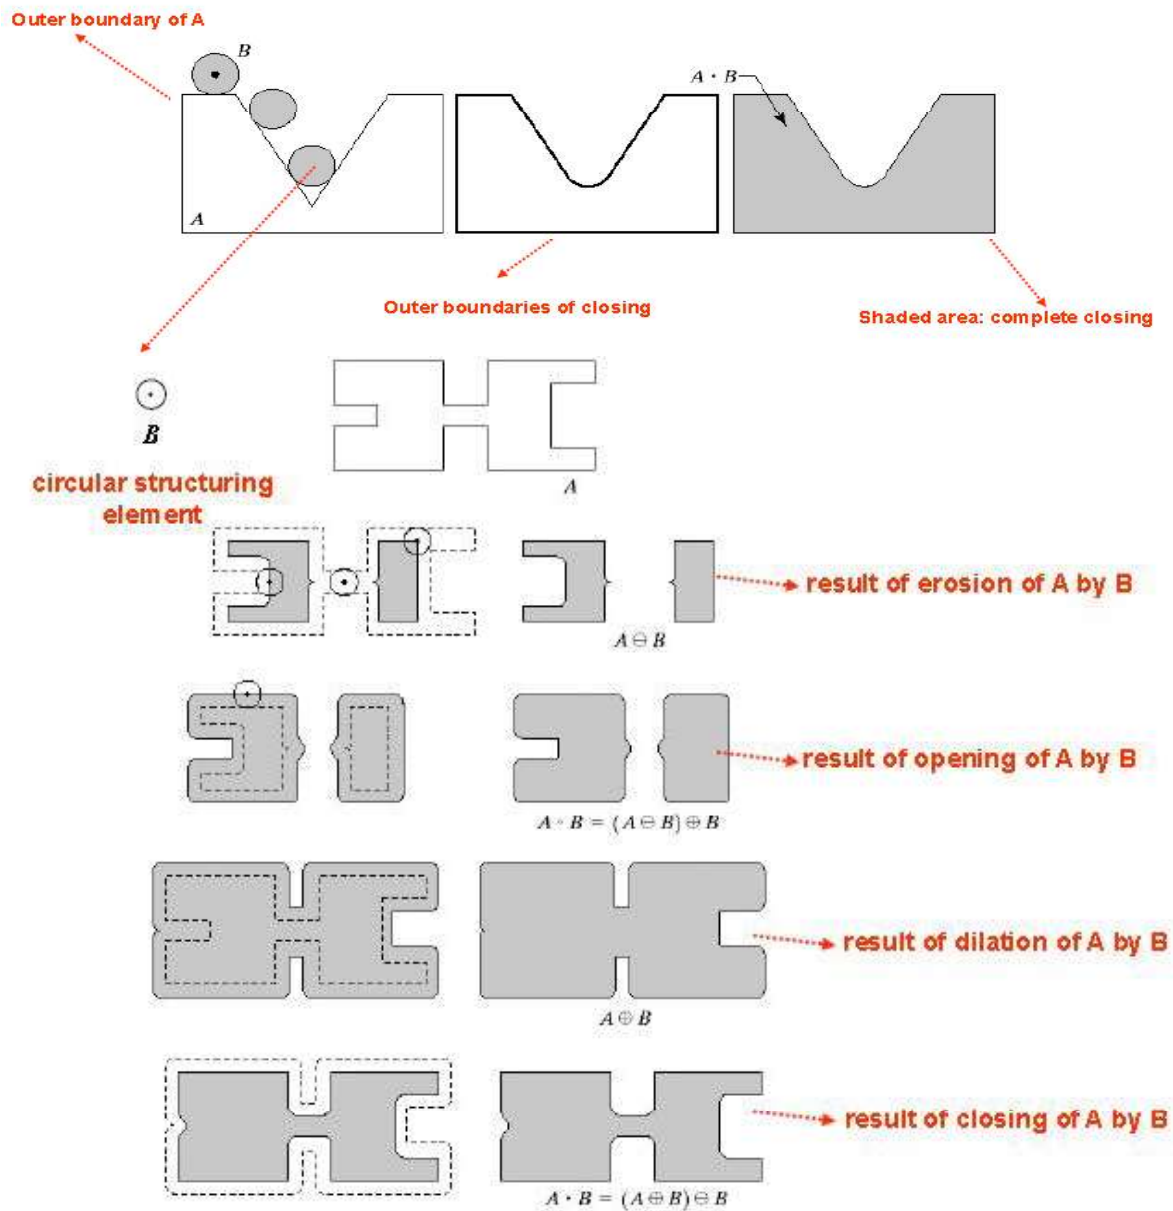 Outer boundary of A
B
A • B
A
Outer boundaries of closing
Shaded area: complete closing
B
circular structuring
element
A
result of erosion of A by B
A ⊖ B
result of opening of A by B
A ∘ B = (A ⊖ B) ⊕ B
result of dilation of A by B
A ⊕ B
result of closing of A by B
A • B = (A ⊕ B) ⊖ B